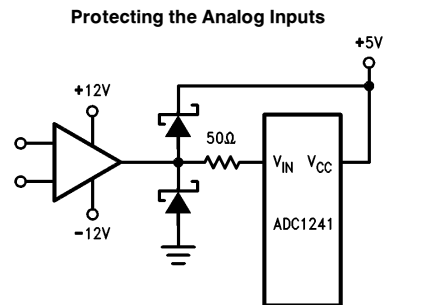 Protecting the Analog Inputs
+5V
+12V
50Ω
V_IN V_CC
-12V
ADC1241